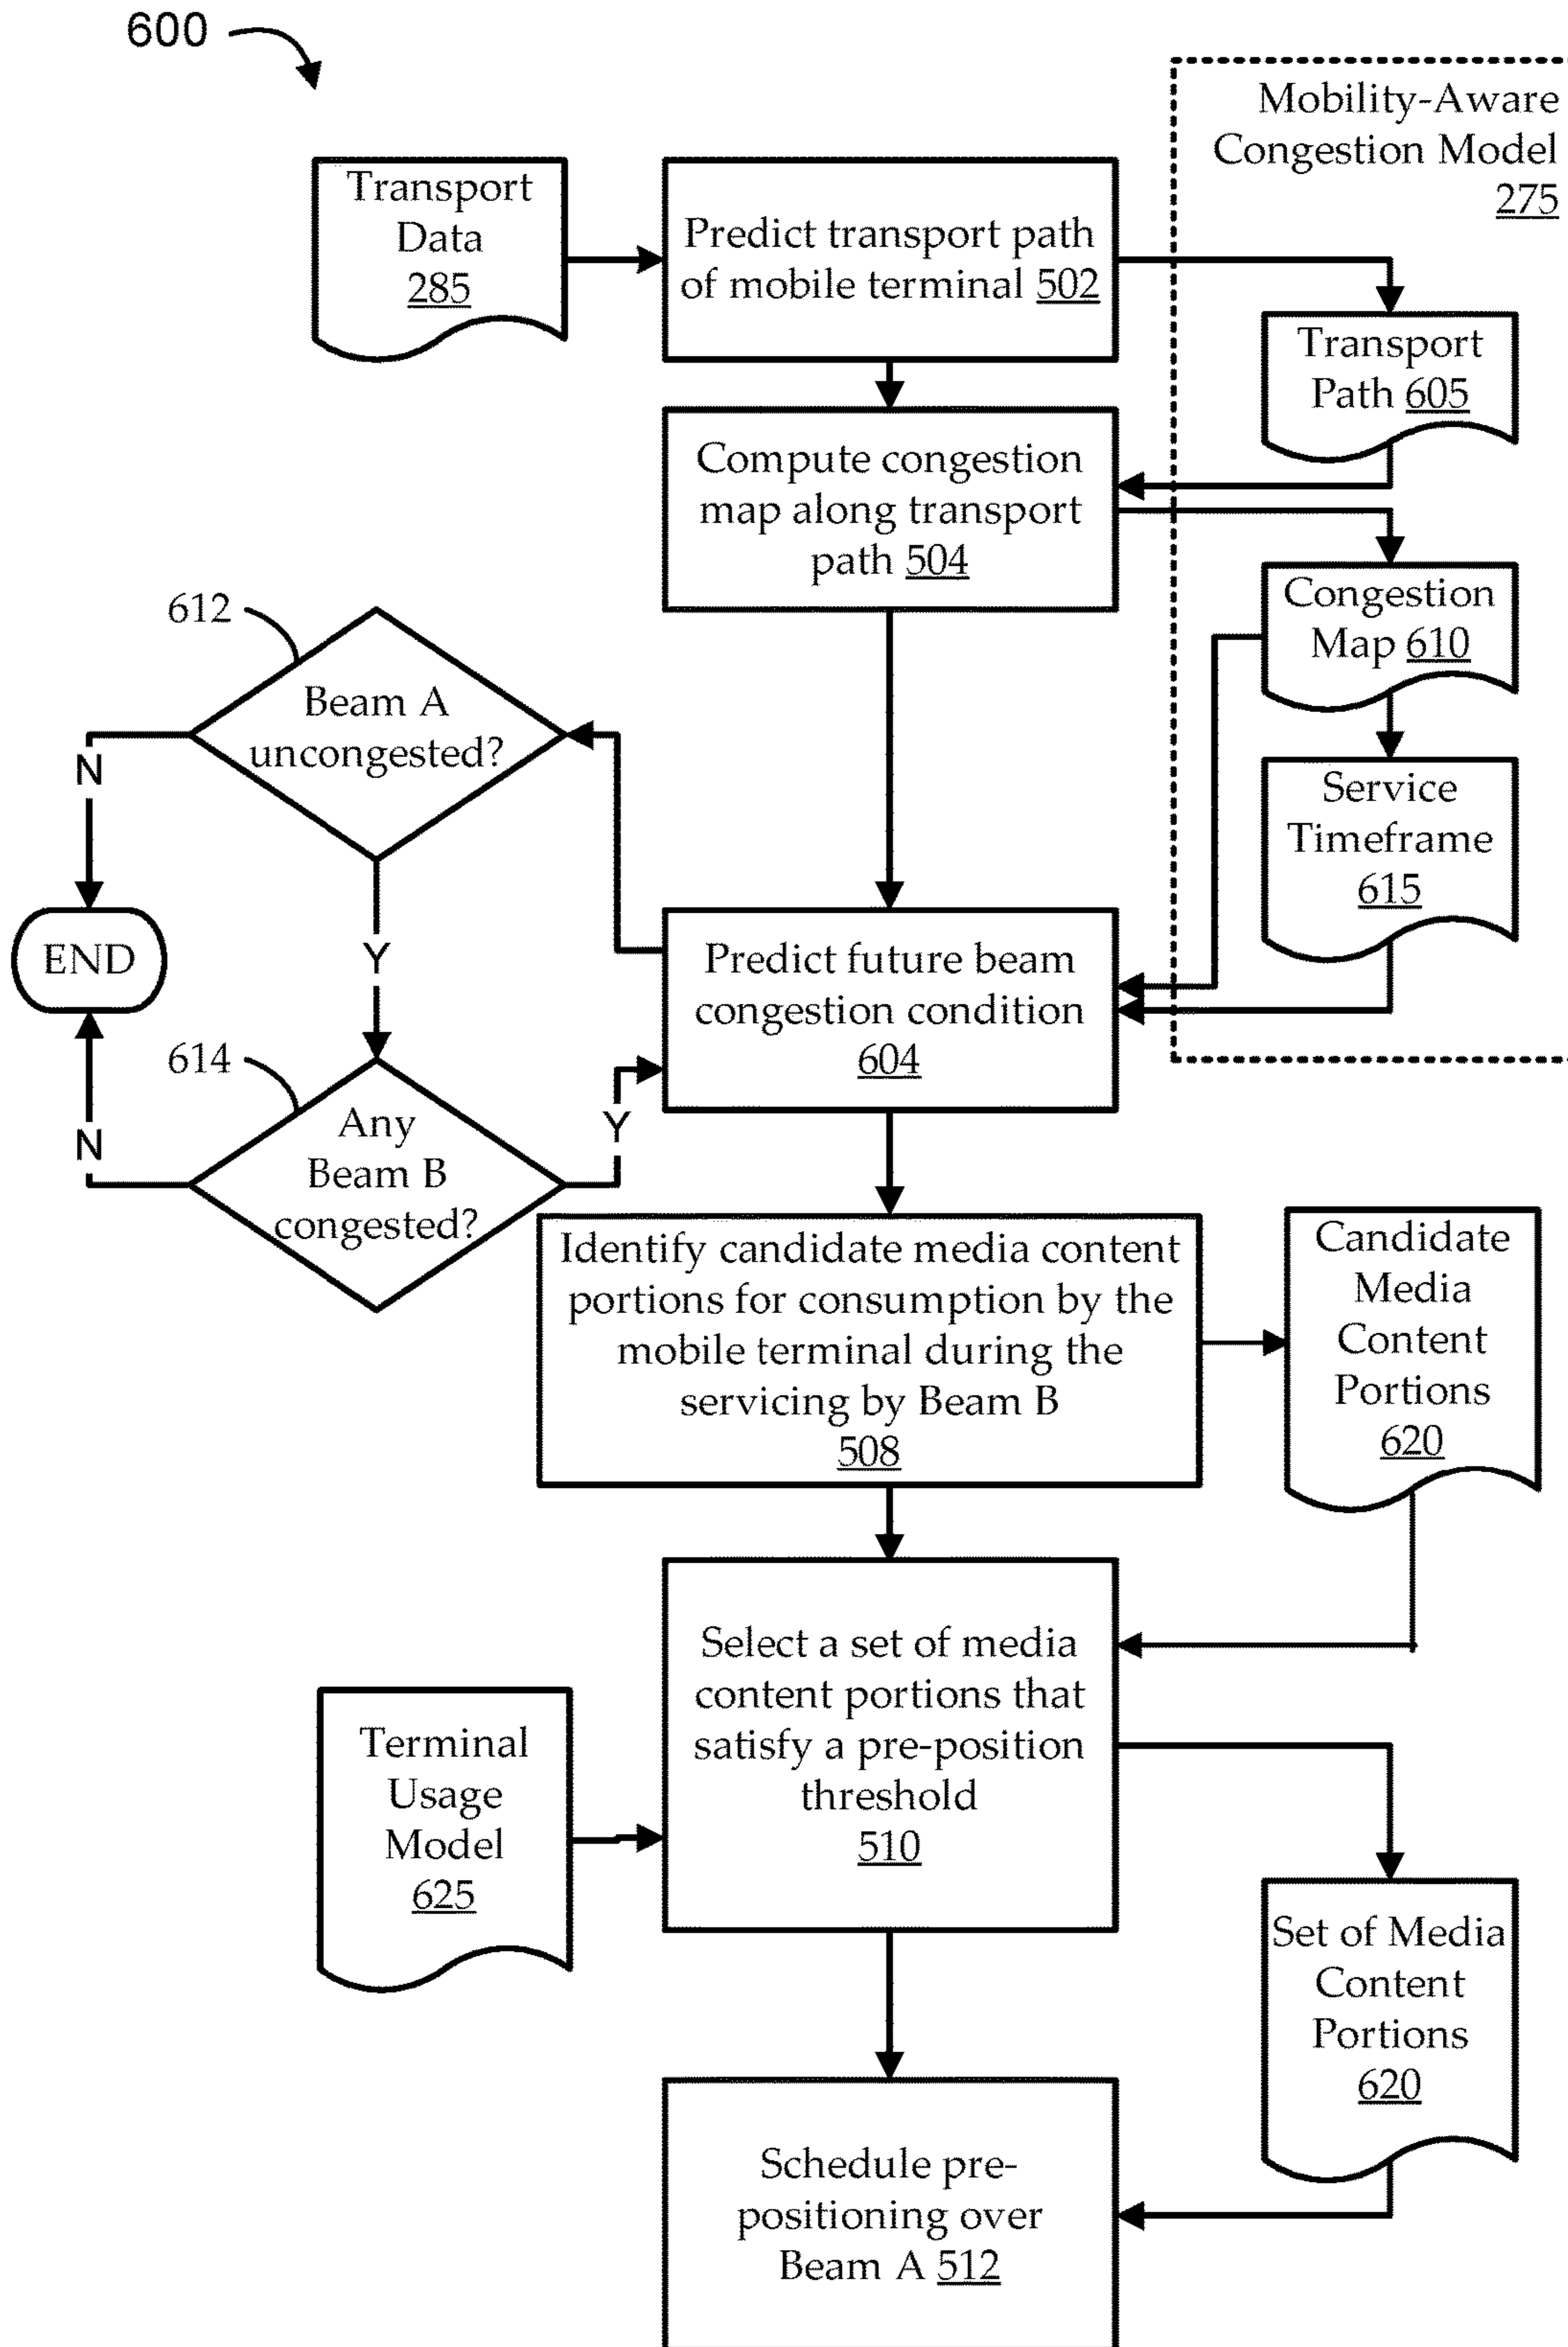 600
Mobility-Aware
Congestion Model
275
Transport
Data
285
Predict transport path
of mobile terminal 502
Transport
Path 605
Compute congestion
map along transport
path 504
Congestion
Map 610
612
Beam A
uncongested?
N
Y
Service
Timeframe
615
END
Predict future beam
congestion condition
604
614
Any
Beam B
congested?
N
Y
Identify candidate media content
portions for consumption by the
mobile terminal during the
servicing by Beam B
508
Candidate
Media
Content
Portions
620
Select a set of media
content portions that
satisfy a pre-position
threshold
510
Terminal
Usage
Model
625
Set of Media
Content
Portions
620
Schedule pre-
positioning over
Beam A 512